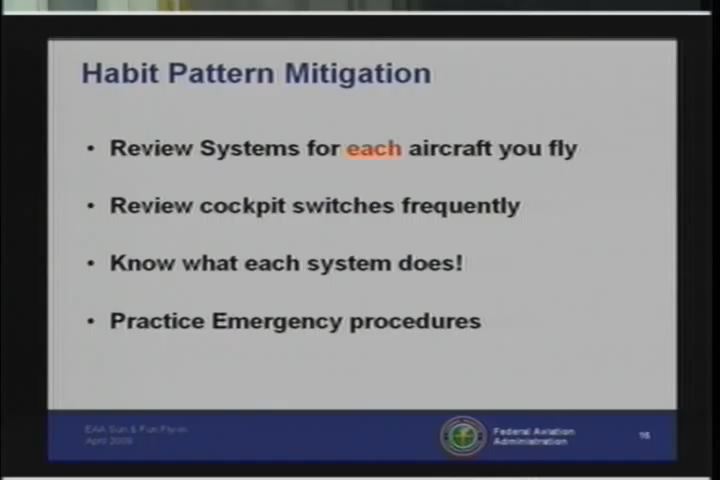 Habit Pattern Mitigation
• Review Systems for each aircraft you fly
• Review cockpit switches frequently
• Know what each system does!
• Practice Emergency procedures
EAA Sun & Fun Fly-in
April 2009
Federal Aviation
Administration
16